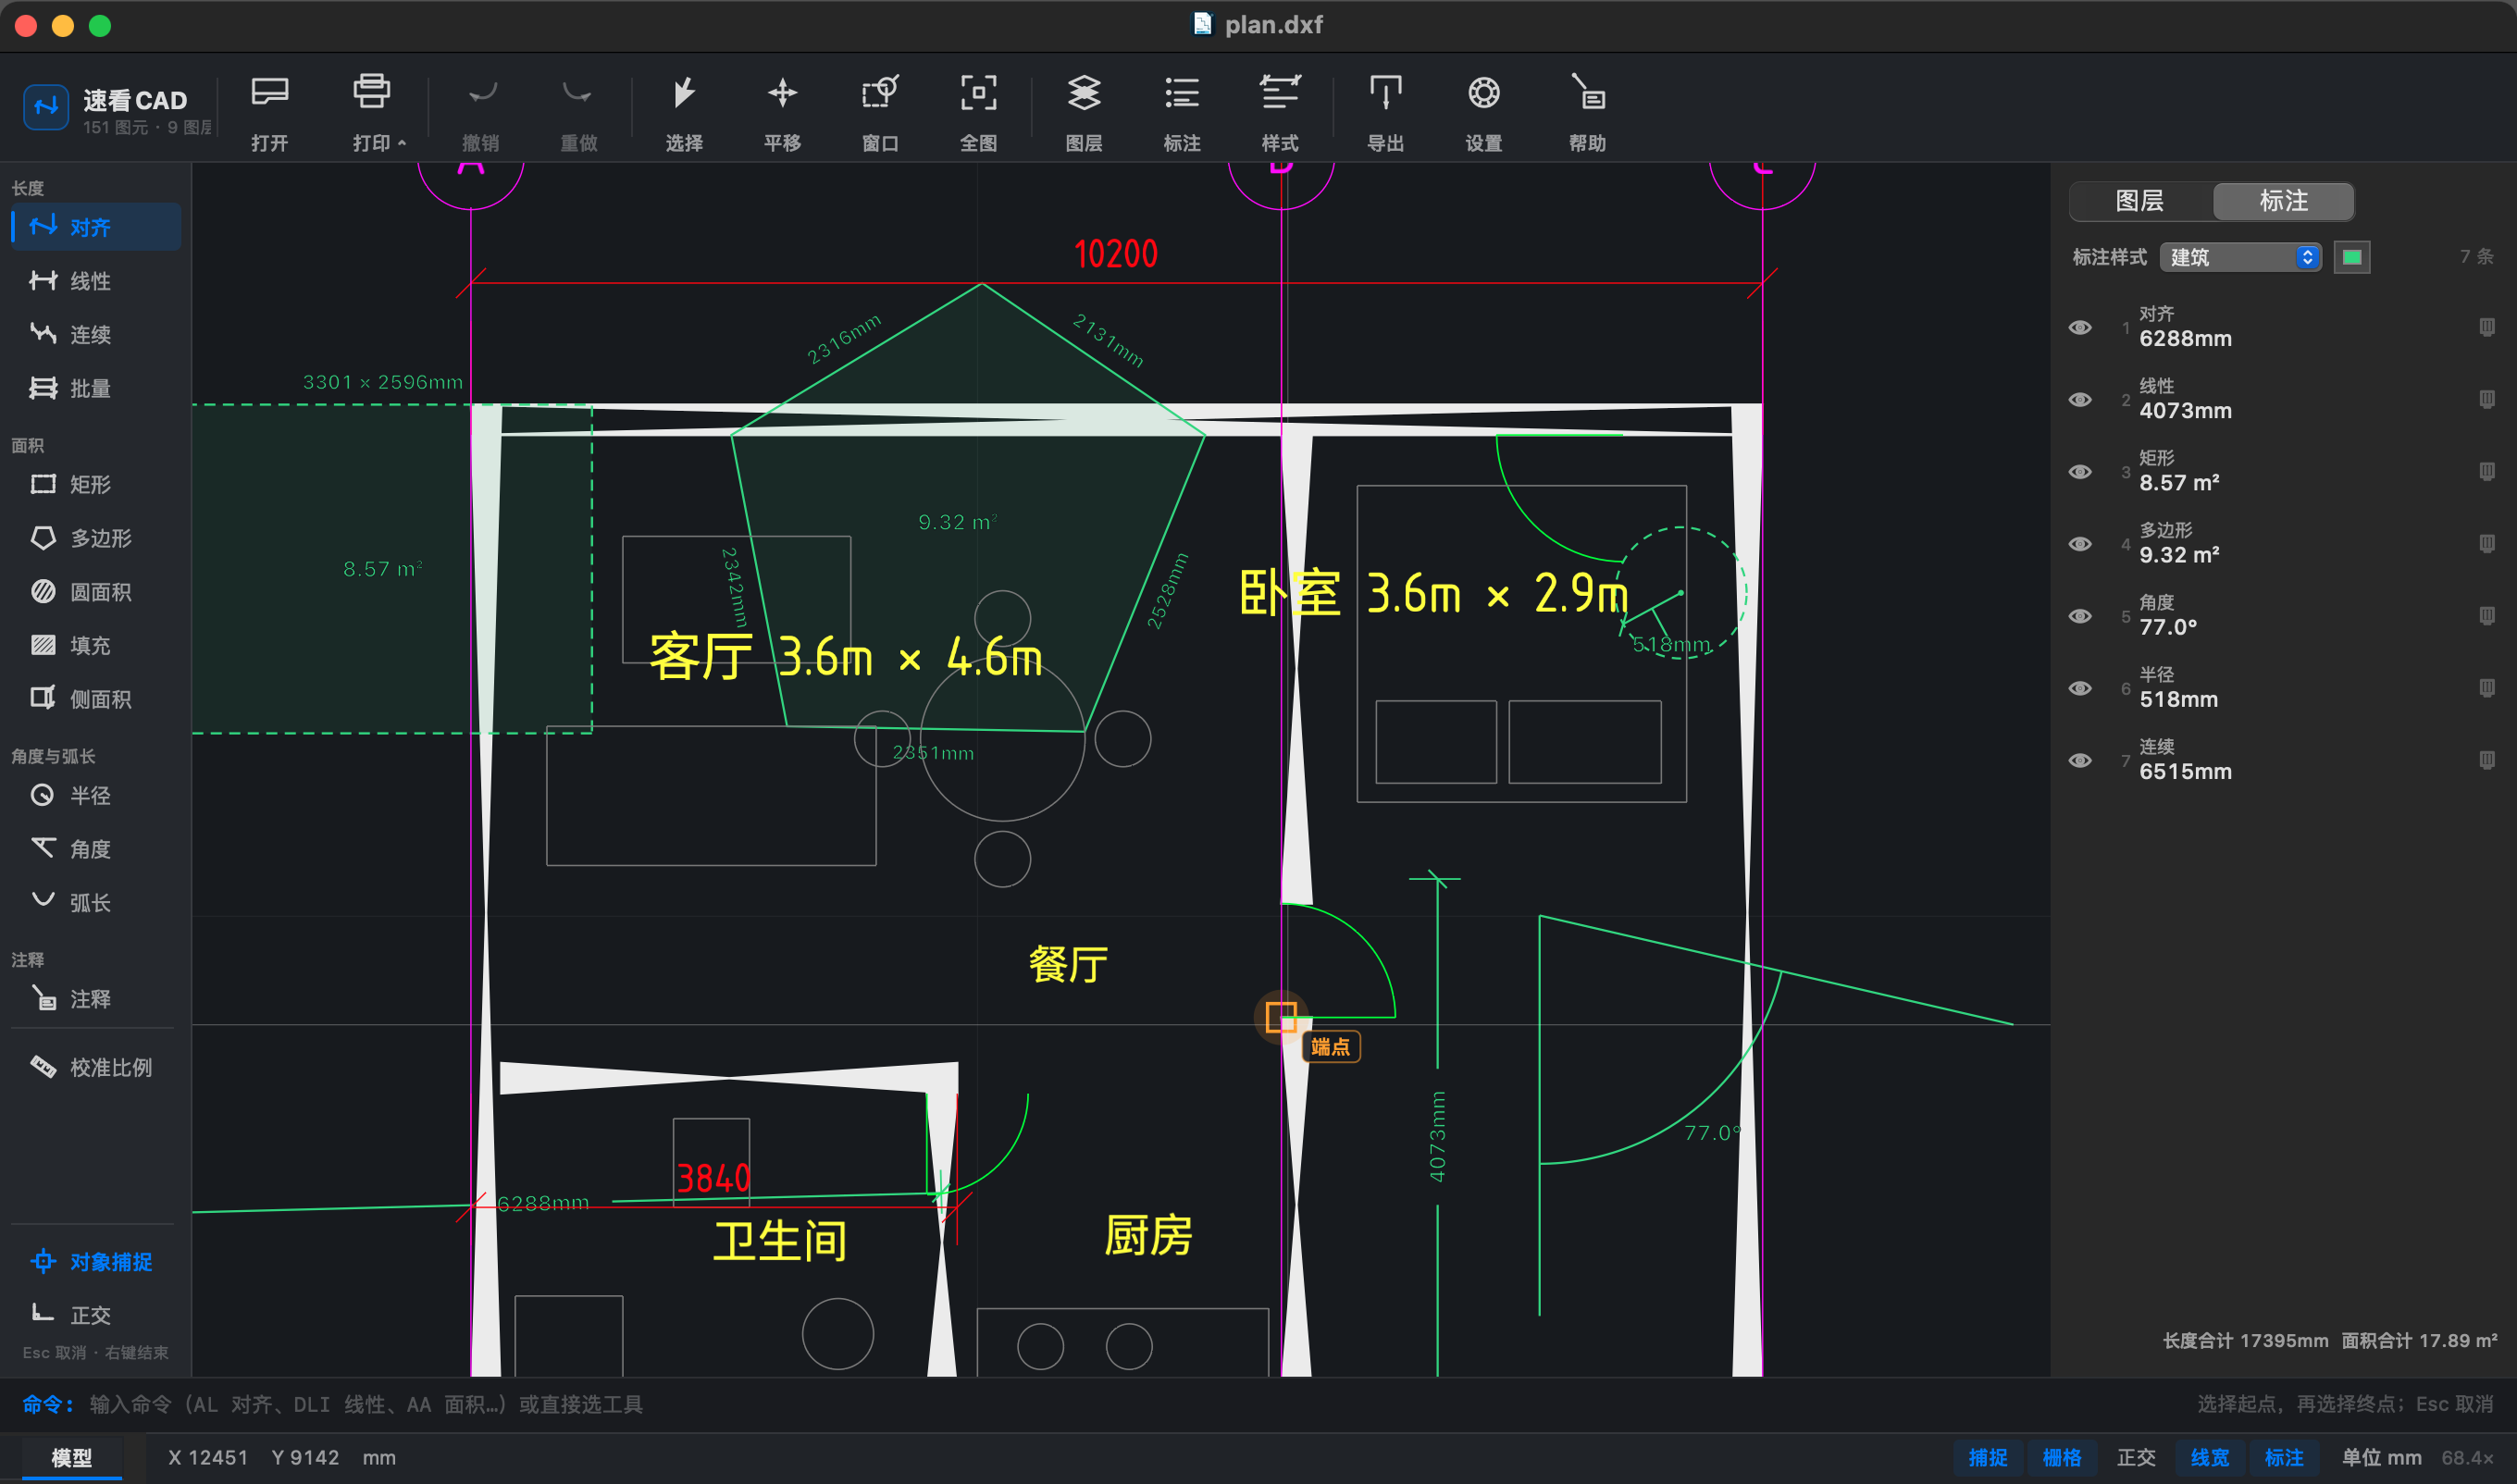 plan.dxf
速看CAD
151 图元 · 9 图层
打开
打印
撤销
重做
选择
平移
窗口
全图
图层
标注
样式
导出
设置
帮助
长度
对齐
线性
连续
批量
面积
矩形
多边形
圆面积
填充
侧面积
角度与弧长
半径
角度
弧长
注释
注释
校准比例
对象捕捉
正交
Esc 取消 · 右键结束
A
10200
2316mm
2131mm
3301 × 2596mm
9.32 m²
8.57 m²
2342mm
2528mm
卧室 3.6m × 2.9m
客厅 3.6m × 4.6m
518mm
2351mm
餐厅
端点
4073mm
77.0°
3840
6288mm
卫生间
厨房
图层
标注
标注样式
建筑
7 条
1
对齐
6288mm
2
线性
4073mm
3
矩形
8.57 m²
4
多边形
9.32 m²
5
角度
77.0°
6
半径
518mm
7
连续
6515mm
长度合计 17395mm 面积合计 17.89 m²
命令: 输入命令（AL 对齐、DLI 线性、AA 面积…）或直接选工具
选择起点，再选择终点；Esc 取消
模型
X 12451 Y 9142 mm
捕捉
栅格
正交
线宽
标注
单位 mm
68.4×